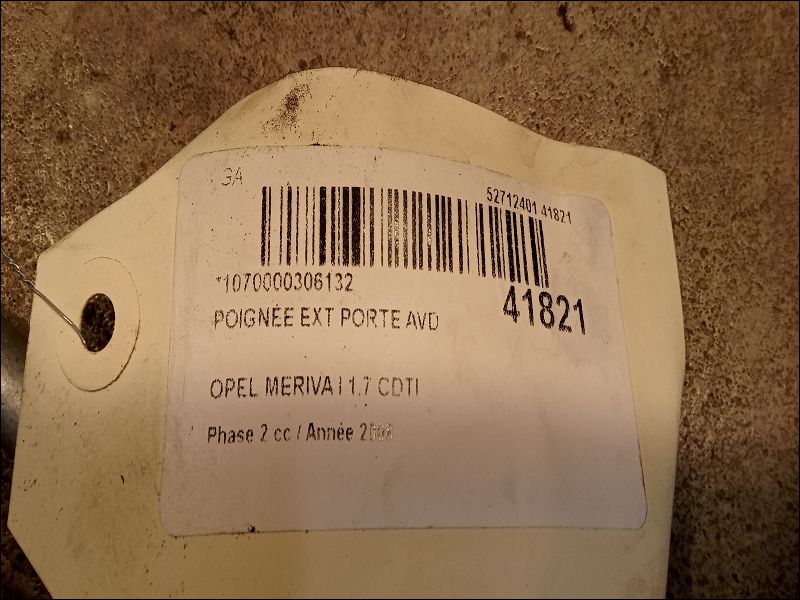 GA
52712401 41821
*1070000306132
41821
POIGNÉE EXT PORTE AVD
OPEL MERIVA I 1.7 CDTI
Phase 2 cc / Année